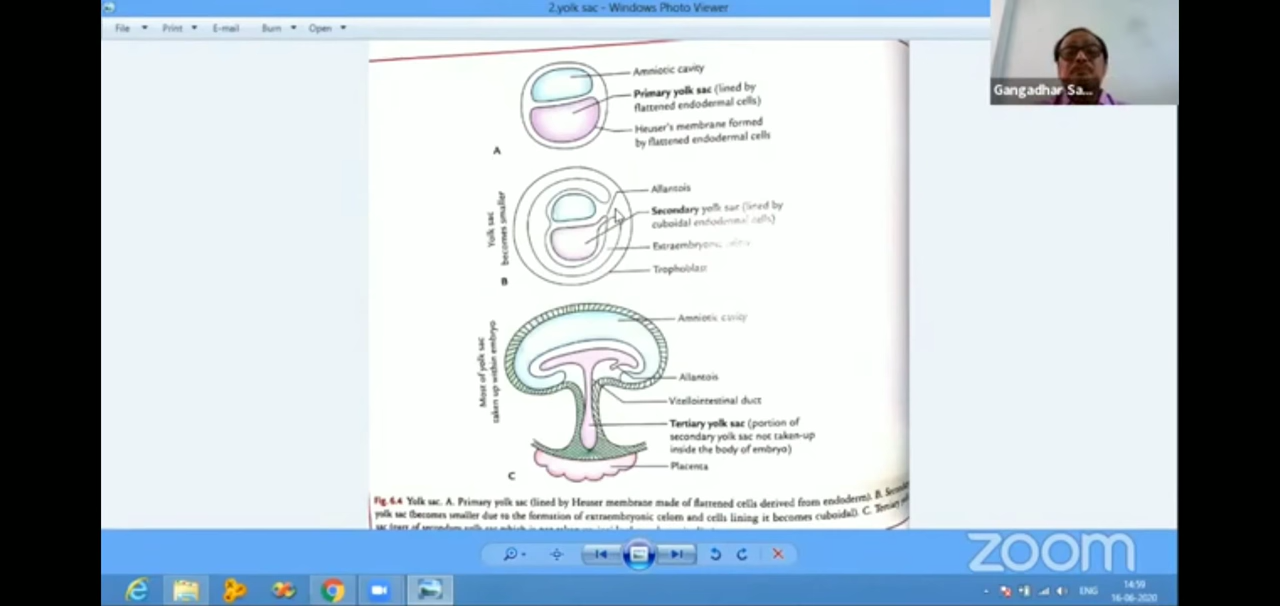 2.yolk sac - Windows Photo Viewer
File Print E-mail Burn Open
Gangadhar Sa...
Amniotic cavity
Primary yolk sac (lined by
flattened endodermal cells)
Heuser's membrane formed
by flattened endodermal cells
A
Yolk sac
becomes smaller
Allantois
Secondary yolk sac (lined by
cuboidal endodermal cells)
Trophoblast
B
Most of yolk sac
taken up within embryo
Amniotic cavity
Allantois
Vitellointestinal duct
Tertiary yolk sac (portion of
secondary yolk sac not taken-up
inside the body of embryo)
Placenta
C
Fig. 6.4 Yolk sac. A. Primary yolk sac (lined by Heuser membrane made of flattened cells derived from endoderm). B.
yolk sac (becomes smaller due to the formation of extraembryonic celom and cells lining it becomes cuboidal). C. Tertiary
zoom
ENG
14:59
16-06-2020